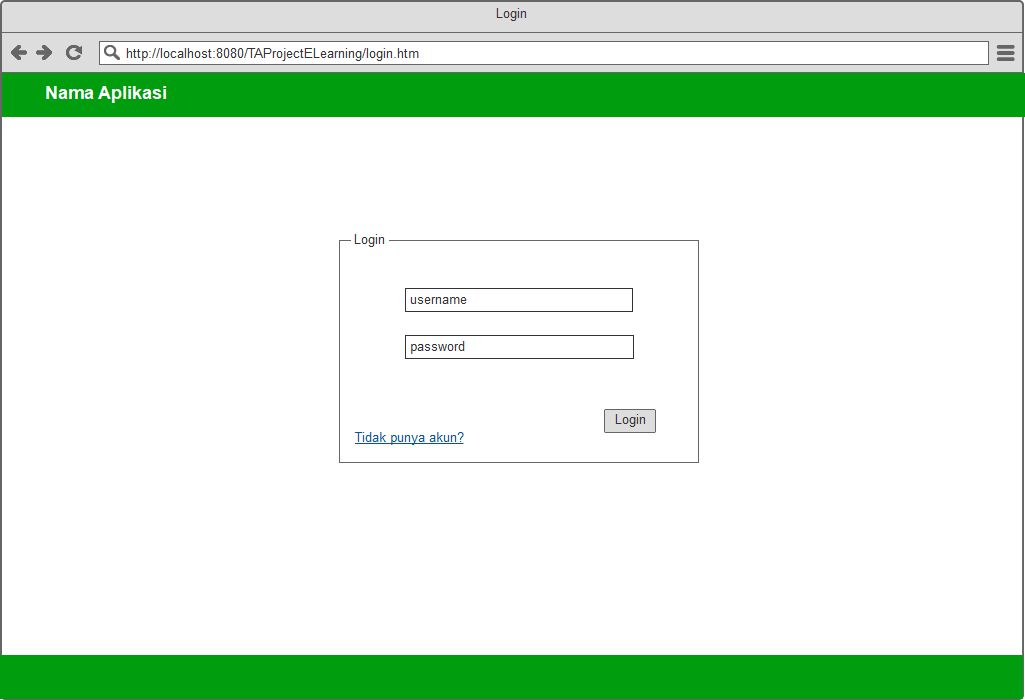 Login
http://localhost:8080/TAProjectELearning/login.htm
Nama Aplikasi
Login
username
password
Login
Tidak punya akun?